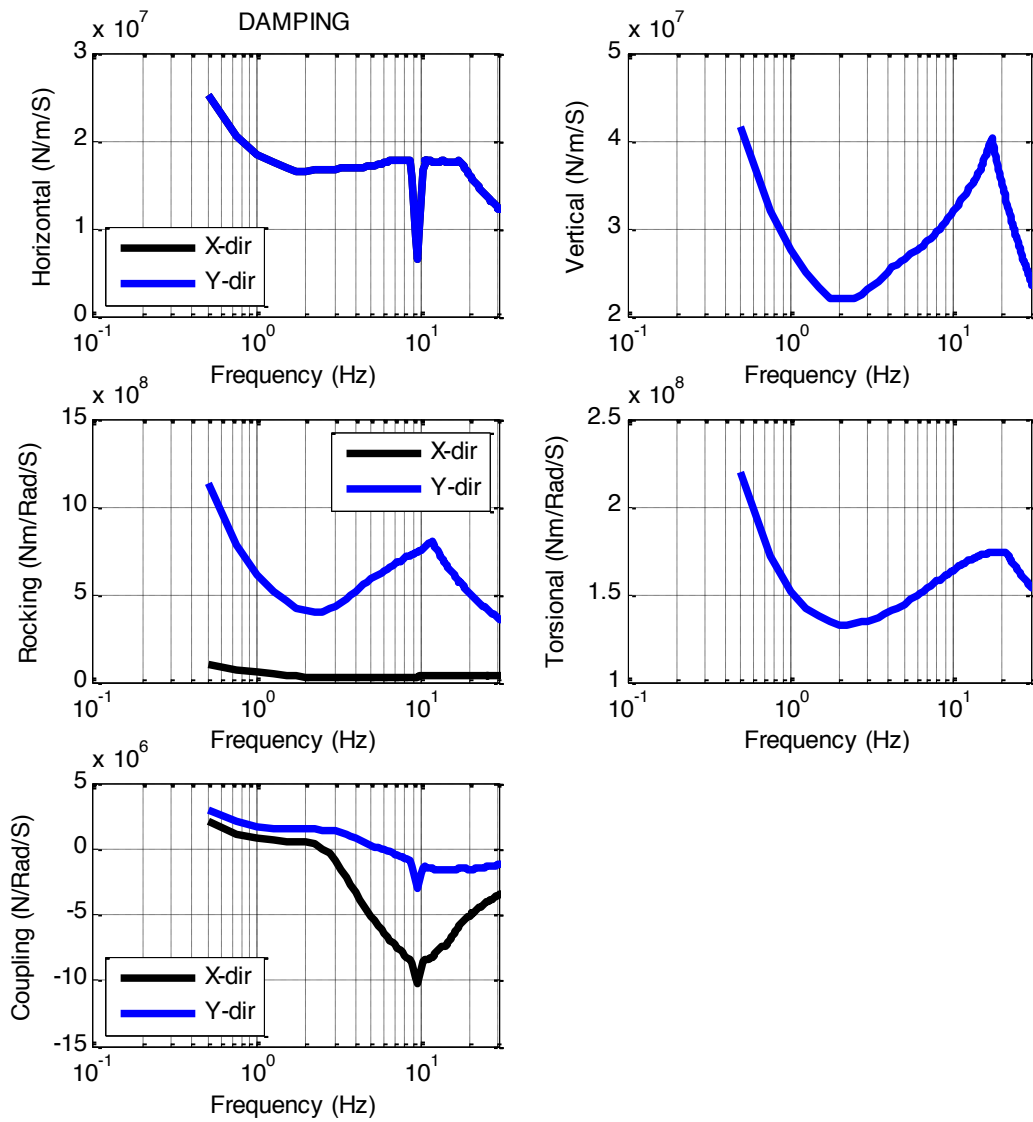 DAMPING
x 10^7
3
2
1
0
Horizontal (N/m/S)
X-dir
Y-dir
10^-1 10^0 10^1
Frequency (Hz)
x 10^7
5
4
3
2
Vertical (N/m/S)
10^-1 10^0 10^1
Frequency (Hz)
x 10^8
15
10
5
0
Rocking (Nm/Rad/S)
X-dir
Y-dir
10^-1 10^0 10^1
Frequency (Hz)
x 10^8
2.5
2
1.5
1
Torsional (Nm/Rad/S)
10^-1 10^0 10^1
Frequency (Hz)
x 10^6
5
0
-5
-10
-15
Coupling (N/Rad/S)
X-dir
Y-dir
10^-1 10^0 10^1
Frequency (Hz)